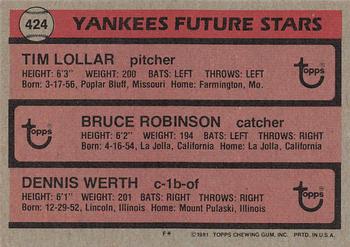 424
YANKEES FUTURE STARS
TIM LOLLAR pitcher
HEIGHT: 6'3" WEIGHT: 200 BATS: LEFT THROWS: LEFT
Born: 3-17-56, Poplar Bluff, Missouri Home: Farmington, Mo.
Topps
BRUCE ROBINSON catcher
HEIGHT: 6'2" WEIGHT: 194 BATS: LEFT THROWS: RIGHT
Born: 4-16-54, La Jolla, California Home: La Jolla, California
Topps
DENNIS WERTH c-1b-of
HEIGHT: 6'1" WEIGHT: 201 BATS: RIGHT THROWS: RIGHT
Born: 12-29-52, Lincoln, Illinois Home: Mount Pulaski, Illinois
Topps
F* ©1981 TOPPS CHEWING GUM, INC. PRTD. IN U.S.A.